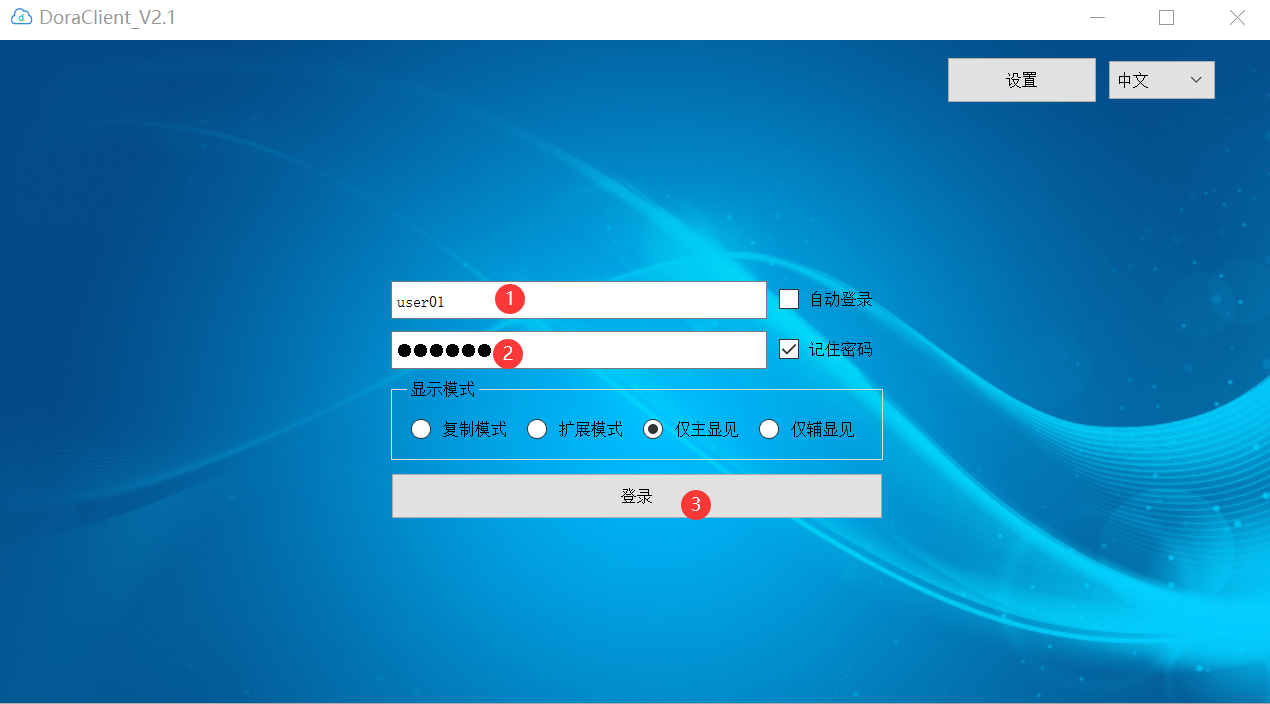 DoraClient_V2.1
设置
中文
user01
1
自动登录
●●●●●●
2
记住密码
显示模式
复制模式
扩展模式
仅主显见
仅辅显见
登录
3